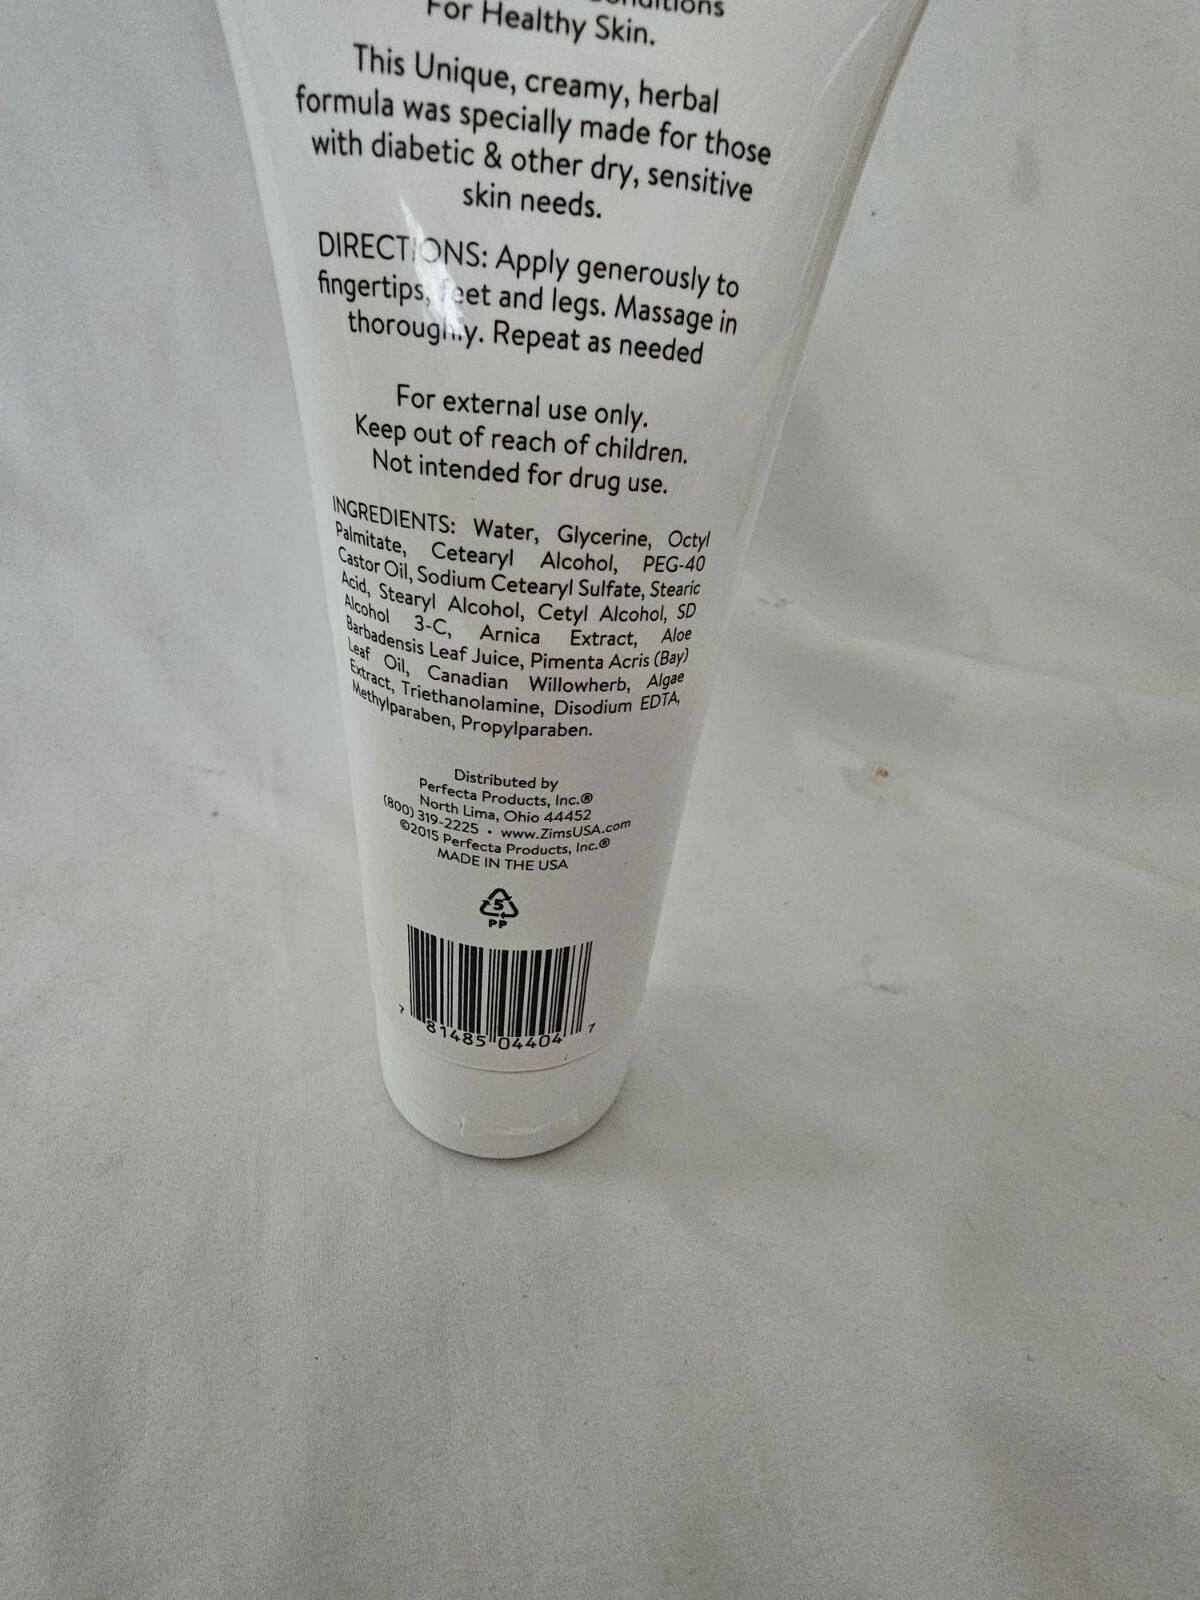 Conditions
For Healthy Skin.
This Unique, creamy, herbal
formula was specially made for those
with diabetic & other dry, sensitive
skin needs.
DIRECTIONS: Apply generously to
fingertips, feet and legs. Massage in
thoroughly. Repeat as needed
For external use only.
Keep out of reach of children.
Not intended for drug use.
INGREDIENTS: Water, Glycerine, Octyl
Palmitate, Cetearyl Alcohol, PEG-40
Castor Oil, Sodium Cetearyl Sulfate, Stearic
Acid, Stearyl Alcohol, Cetyl Alcohol, SD
Alcohol 3-C, Arnica Extract, Aloe
Barbadensis Leaf Juice, Pimenta Acris (Bay)
Leaf Oil, Canadian Willowherb, Algae
Extract, Triethanolamine, Disodium EDTA,
Methylparaben, Propylparaben.
Distributed by
Perfecta Products, Inc.®
North Lima, Ohio 44452
(800) 319-2225 • www.ZimsUSA.com
©2015 Perfecta Products, Inc.®
MADE IN THE USA
5
PP
7 81485 04404 7